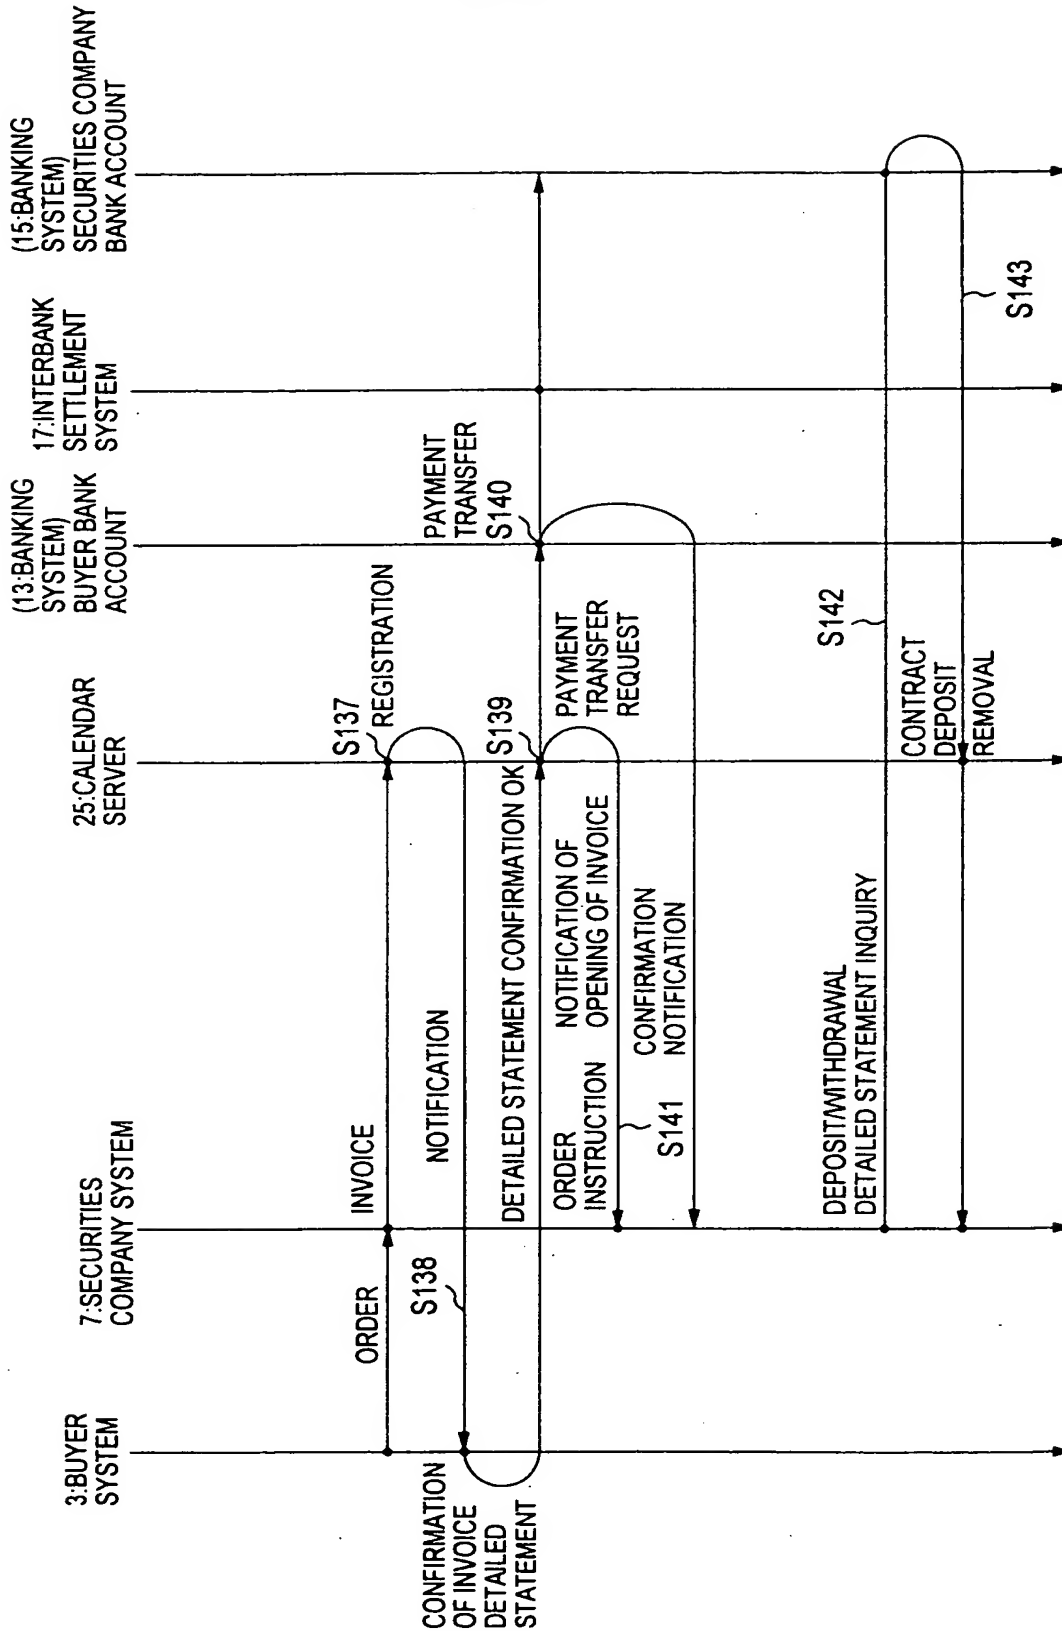 3:BUYER
SYSTEM
7:SECURITIES
COMPANY SYSTEM
25:CALENDAR
SERVER
(13:BANKING
SYSTEM)
BUYER BANK
ACCOUNT
17:INTERBANK
SETTLEMENT
SYSTEM
(15:BANKING
SYSTEM)
SECURITIES COMPANY
BANK ACCOUNT
ORDER
INVOICE
S137
REGISTRATION
S138
NOTIFICATION
CONFIRMATION
OF INVOICE
DETAILED
STATEMENT
DETAILED STATEMENT CONFIRMATION OK
S139
PAYMENT
TRANSFER
S140
PAYMENT
TRANSFER
REQUEST
ORDER
INSTRUCTION
NOTIFICATION OF
OPENING OF INVOICE
S141
CONFIRMATION
NOTIFICATION
DEPOSIT/WITHDRAWAL
DETAILED STATEMENT INQUIRY
S142
CONTRACT
DEPOSIT
REMOVAL
S143